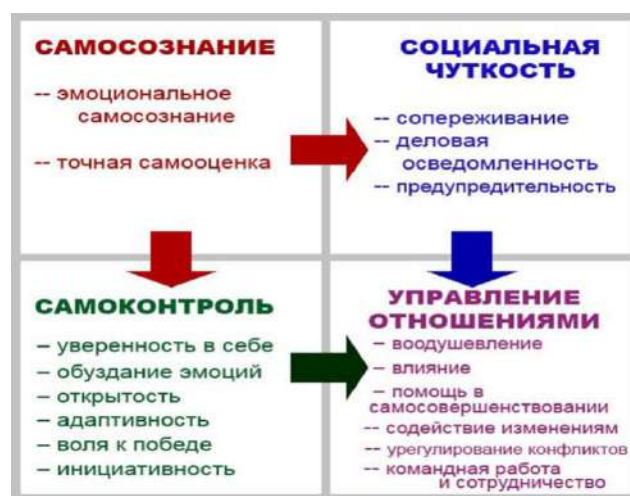 САМОСОЗНАНИЕ
-- эмоциональное
самосознание
-- точная самооценка
СОЦИАЛЬНАЯ
ЧУТКОСТЬ
-- сопереживание
-- деловая
осведомленность
-- предупредительность
САМОКОНТРОЛЬ
– уверенность в себе
– обуздание эмоций
– открытость
– адаптивность
– воля к победе
– инициативность
УПРАВЛЕНИЕ
ОТНОШЕНИЯМИ
– воодушевление
– влияние
– помощь в
самосовершенствовании
-- содействие изменениям
-- урегулирование конфликтов
-- командная работа
и сотрудничество